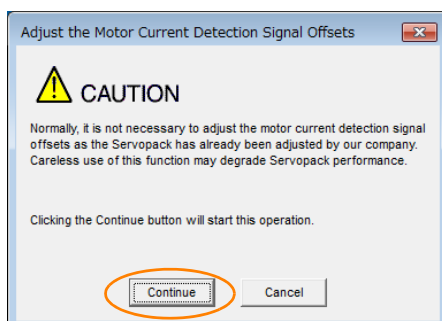 Adjust the Motor Current Detection Signal Offsets
CAUTION
Normally, it is not necessary to adjust the motor current detection signal
offsets as the Servopack has already been adjusted by our company.
Careless use of this function may degrade Servopack performance.
Clicking the Continue button will start this operation.
Continue
Cancel